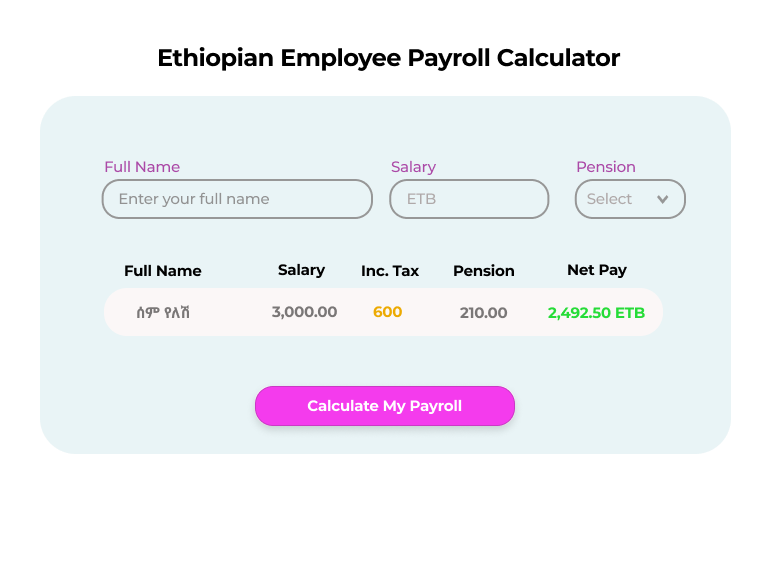 Ethiopian Employee Payroll Calculator
Full Name Salary Pension
Enter your full name ETB Select
Full Name Salary Inc. Tax Pension Net Pay
ስም የለሽ 3,000.00 600 210.00 2,492.50 ETB
Calculate My Payroll